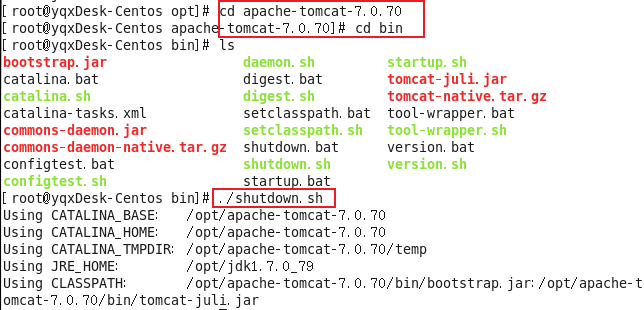 [root@yqxDesk-Centos opt]# cd apache-tomcat-7.0.70
[root@yqxDesk-Centos apache-tomcat-7.0.70]# cd bin
[root@yqxDesk-Centos bin]# ls
bootstrap.jar daemon.sh startup.sh
catalina.bat digest.bat tomcat-juli.jar
catalina.sh digest.sh tomcat-native.tar.gz
catalina-tasks.xml setclasspath.bat tool-wrapper.bat
commons-daemon.jar setclasspath.sh tool-wrapper.sh
commons-daemon-native.tar.gz shutdown.bat version.bat
configtest.bat shutdown.sh version.sh
configtest.sh startup.bat
[root@yqxDesk-Centos bin]# ./shutdown.sh
Using CATALINA_BASE: /opt/apache-tomcat-7.0.70
Using CATALINA_HOME: /opt/apache-tomcat-7.0.70
Using CATALINA_TMPDIR: /opt/apache-tomcat-7.0.70/temp
Using JRE_HOME: /opt/jdk1.7.0_79
Using CLASSPATH: /opt/apache-tomcat-7.0.70/bin/bootstrap.jar:/opt/apache-t
omcat-7.0.70/bin/tomcat-juli.jar